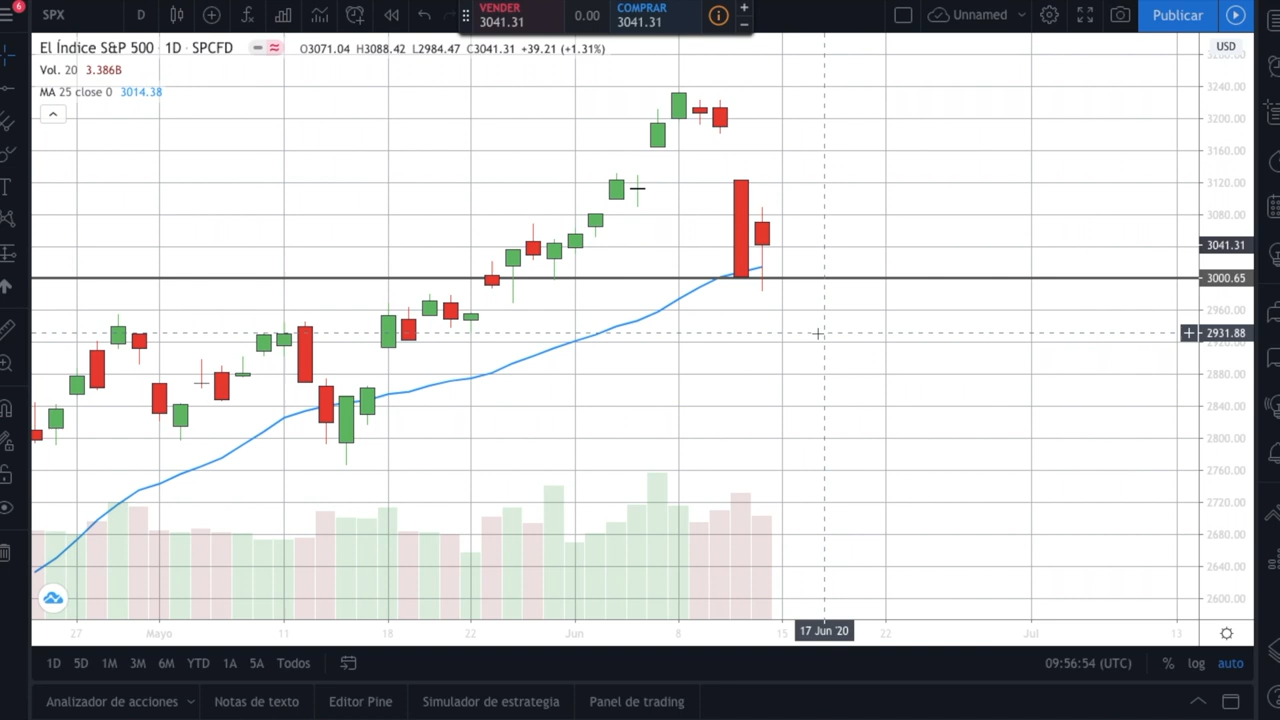 6
SPX
D
VENDER
3041.31
0.00
COMPRAR
3041.31
Unnamed
Publicar
El Índice S&P 500 · 1D · SPCFD
O3071.04 H3088.42 L2984.47 C3041.31 +39.21 (+1.31%)
USD
Vol. 20 3.386B
MA 25 close 0 3014.38
3240.00
3200.00
3160.00
3120.00
3080.00
3041.31
3000.65
2960.00
2931.88
2880.00
2840.00
2800.00
2760.00
2720.00
2680.00
2640.00
2600.00
27 Mayo 11 18 22 Jun 8 15 17 Jun '20 22 Jul 13
1D 5D 1M 3M 6M YTD 1A 5A Todos
09:56:54 (UTC) % log auto
Analizador de acciones Notas de texto Editor Pine Simulador de estrategia Panel de trading